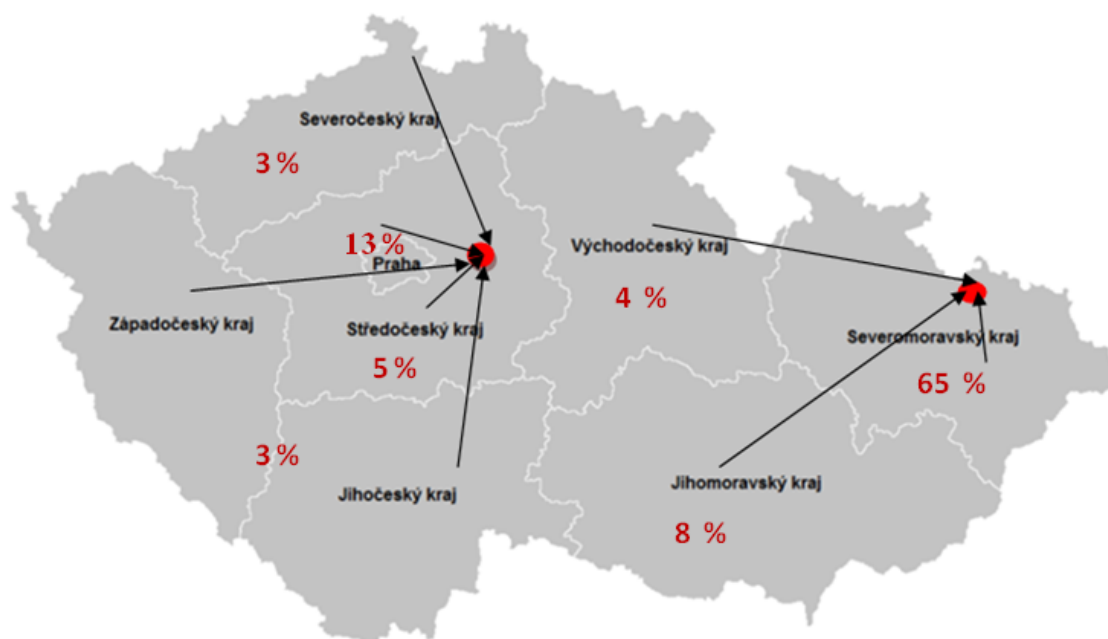 Severočeský kraj
3 %
13 %
Praha
Východočeský kraj
4 %
Západočeský kraj
Středočeský kraj
5 %
Severomoravský kraj
65 %
3 %
Jihočeský kraj
Jihomoravský kraj
8 %